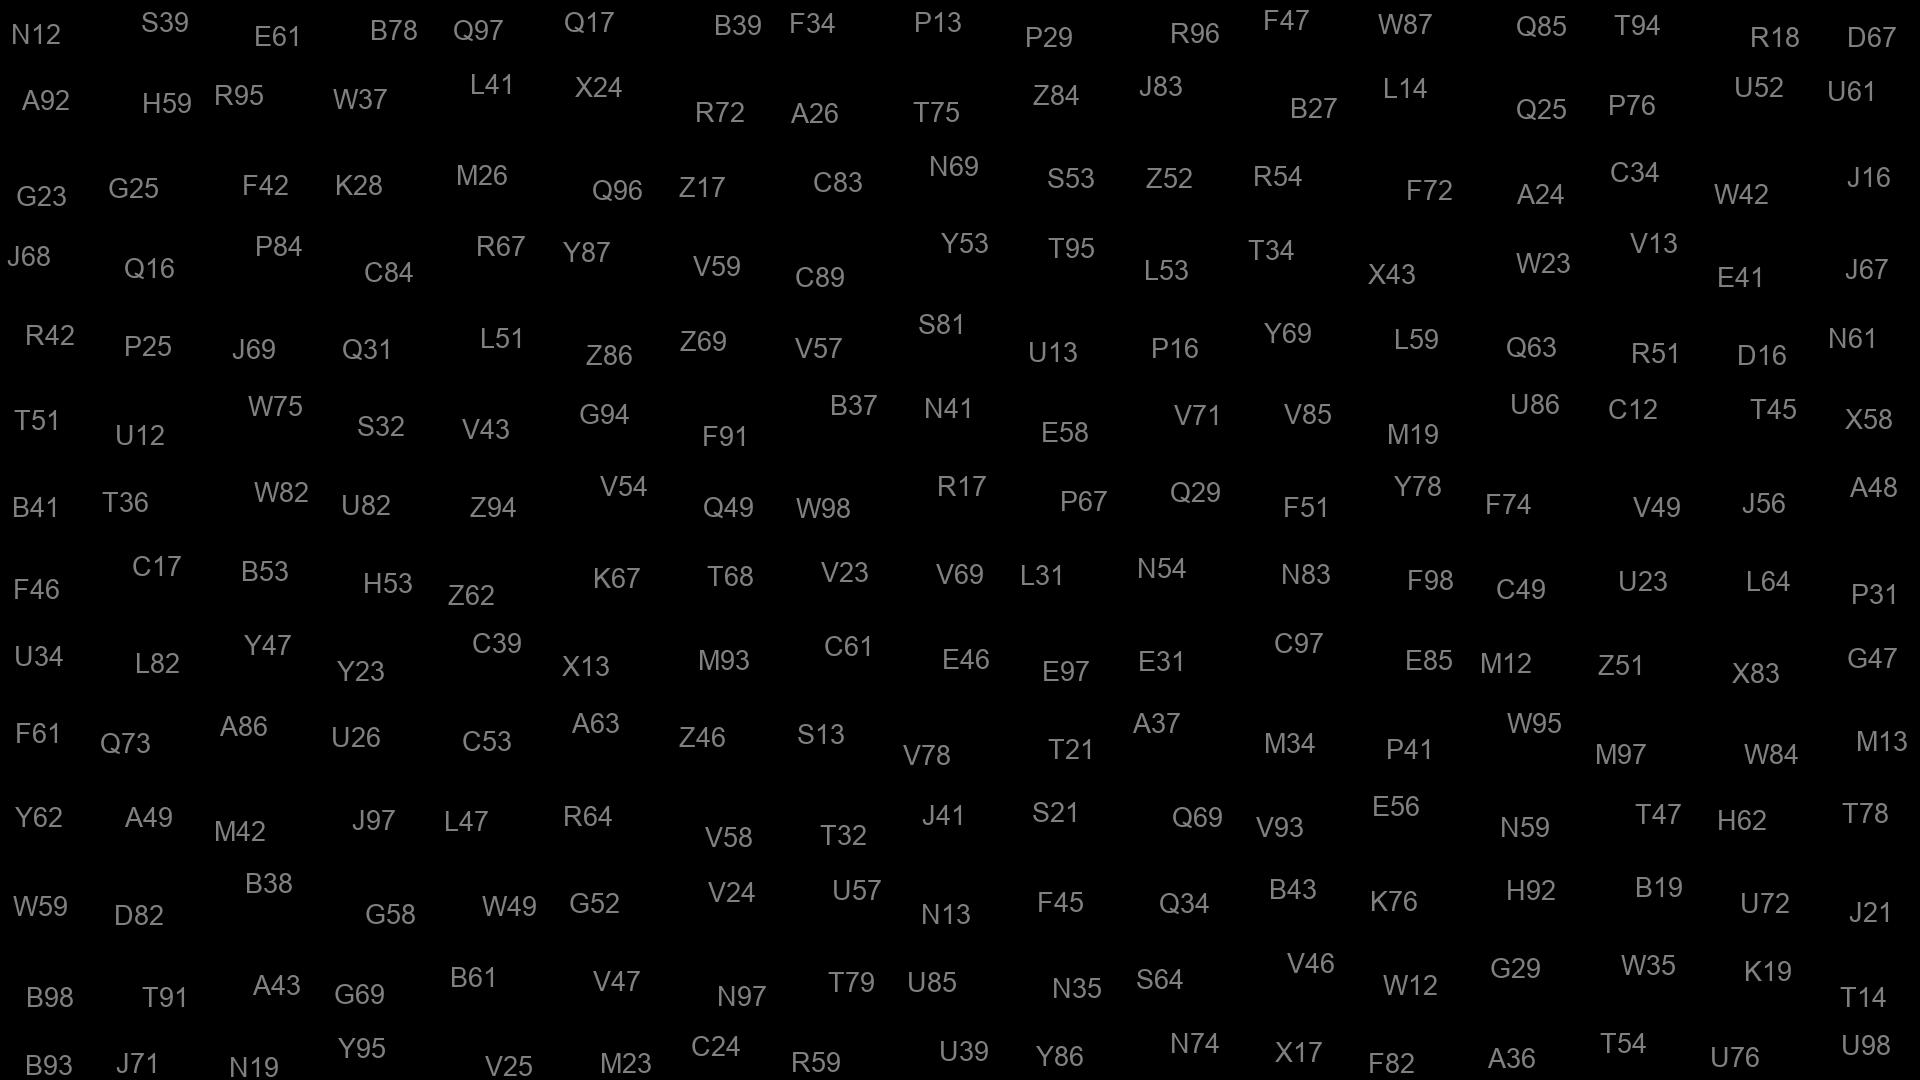 N12 S39 E61 B78 Q97 Q17 B39 F34 P13 P29 R96 F47 W87 Q85 T94 R18 D67
A92 H59 R95 W37 L41 X24 R72 A26 T75 Z84 J83 B27 L14 Q25 P76 U52 U61
G23 G25 F42 K28 M26 Q96 Z17 C83 N69 S53 Z52 R54 F72 A24 C34 W42 J16
J68 Q16 P84 C84 R67 Y87 V59 C89 Y53 T95 L53 T34 X43 W23 V13 E41 J67
R42 P25 J69 Q31 L51 Z86 Z69 V57 S81 U13 P16 Y69 L59 Q63 R51 D16 N61
T51 U12 W75 S32 V43 G94 F91 B37 N41 E58 V71 V85 M19 U86 C12 T45 X58
B41 T36 W82 U82 Z94 V54 Q49 W98 R17 P67 Q29 F51 Y78 F74 V49 J56 A48
F46 C17 B53 H53 Z62 K67 T68 V23 V69 L31 N54 N83 F98 C49 U23 L64 P31
U34 L82 Y47 Y23 C39 X13 M93 C61 E46 E97 E31 C97 E85 M12 Z51 X83 G47
F61 Q73 A86 U26 C53 A63 Z46 S13 V78 T21 A37 M34 P41 W95 M97 W84 M13
Y62 A49 M42 J97 L47 R64 V58 T32 J41 S21 Q69 V93 E56 N59 T47 H62 T78
W59 D82 B38 G58 W49 G52 V24 U57 N13 F45 Q34 B43 K76 H92 B19 U72 J21
B98 T91 A43 G69 B61 V47 N97 T79 U85 N35 S64 V46 W12 G29 W35 K19 T14
B93 J71 N19 Y95 V25 M23 C24 R59 U39 Y86 N74 X17 F82 A36 T54 U76 U98